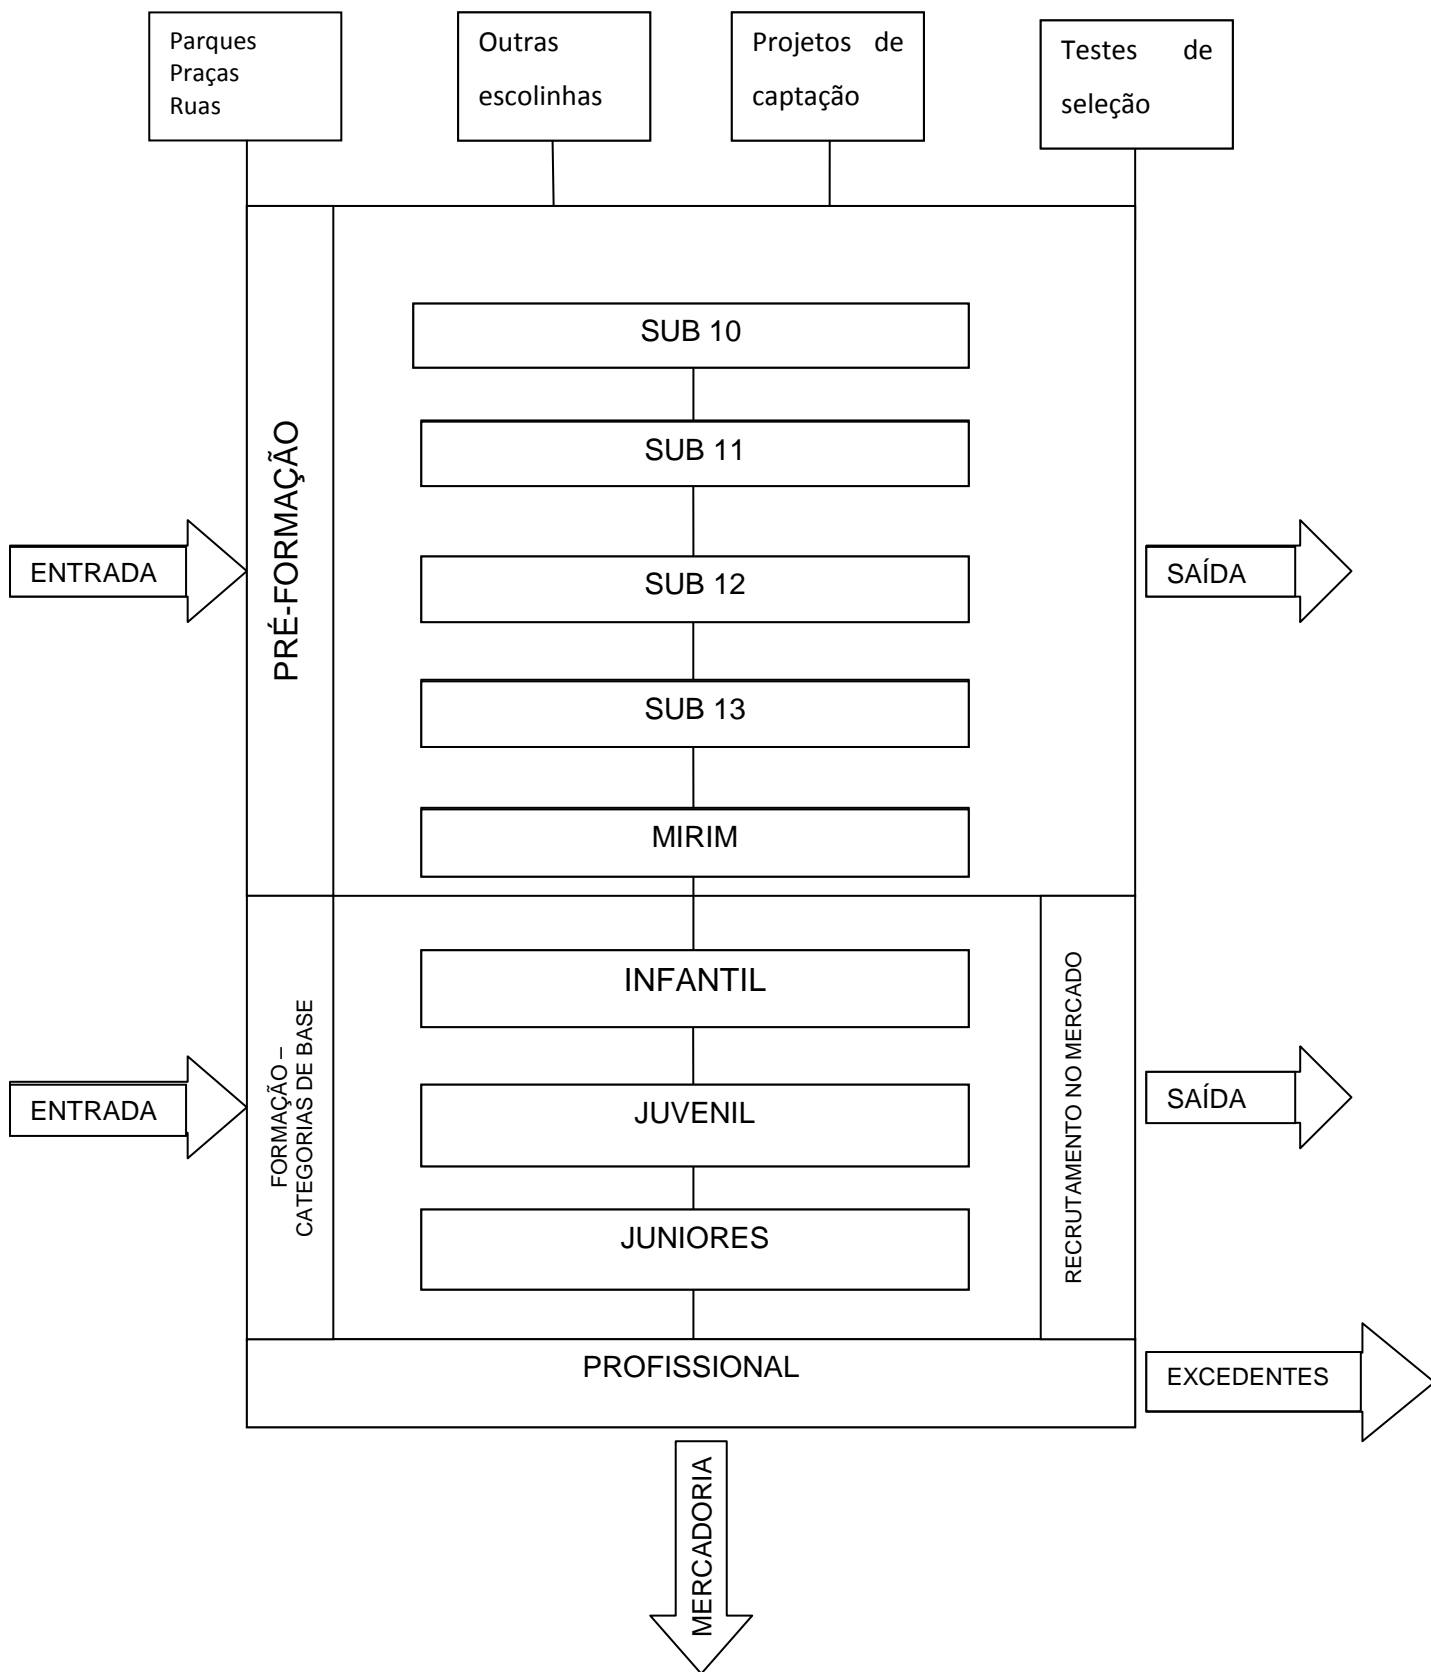 Parques
Praças
Ruas
Outras
escolinhas
Projetos de
captação
Testes de
seleção
PRÉ-FORMAÇÃO
SUB 10
SUB 11
SUB 12
SUB 13
MIRIM
ENTRADA
SAÍDA
FORMAÇÃO –
CATEGORIAS DE BASE
INFANTIL
JUVENIL
JUNIORES
RECRUTAMENTO NO MERCADO
ENTRADA
SAÍDA
PROFISSIONAL
EXCEDENTES
MERCADORIA